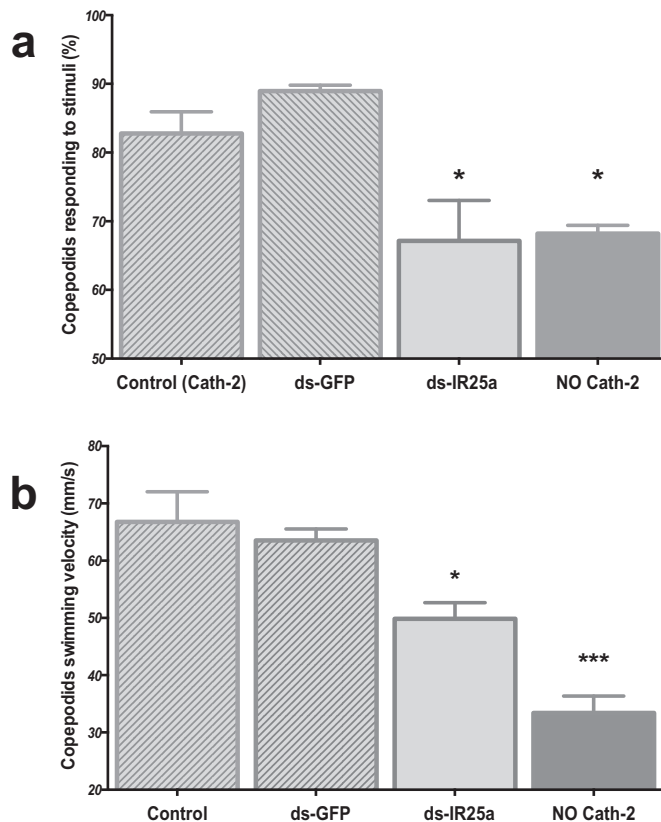 a
Copepodids responding to stimuli (%)
100
90
80
70
60
50
*
*
Control (Cath-2)
ds-GFP
ds-IR25a
NO Cath-2
b
Copepodids swimming velocity (mm/s)
80
70
60
50
40
30
20
*
***
Control
ds-GFP
ds-IR25a
NO Cath-2